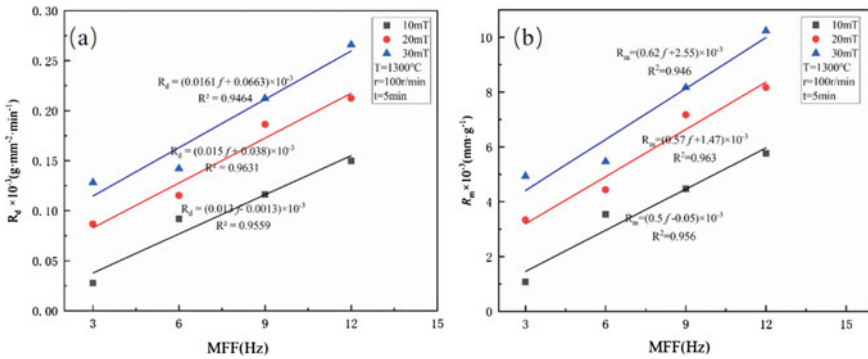 (a)
10mT
20mT
30mT
T=1300℃
r=100r/min
t=5min
0.30
0.25
0.20
0.15
0.10
0.05
0.00
R_d ×10⁻³(g·mm⁻²·min⁻¹)
R_d = (0.0161 f + 0.0663)×10⁻³
R² = 0.9464
R_d = (0.015 f + 0.038)×10⁻³
R² = 0.9631
R_d = (0.013 f - 0.0013)×10⁻³
R² = 0.9559
3 6 9 12 15
MFF(Hz)
(b)
10mT
20mT
30mT
T=1300℃
r=100r/min
t=5min
10
8
6
4
2
0
R_m×10⁻³(mm·g⁻¹)
R_m=(0.62 f+2.55)×10⁻³
R²=0.946
R_m=(0.57 f+1.47)×10⁻³
R²=0.963
R_m=(0.5 f-0.05)×10⁻³
R²=0.956
3 6 9 12 15
MFF(Hz)